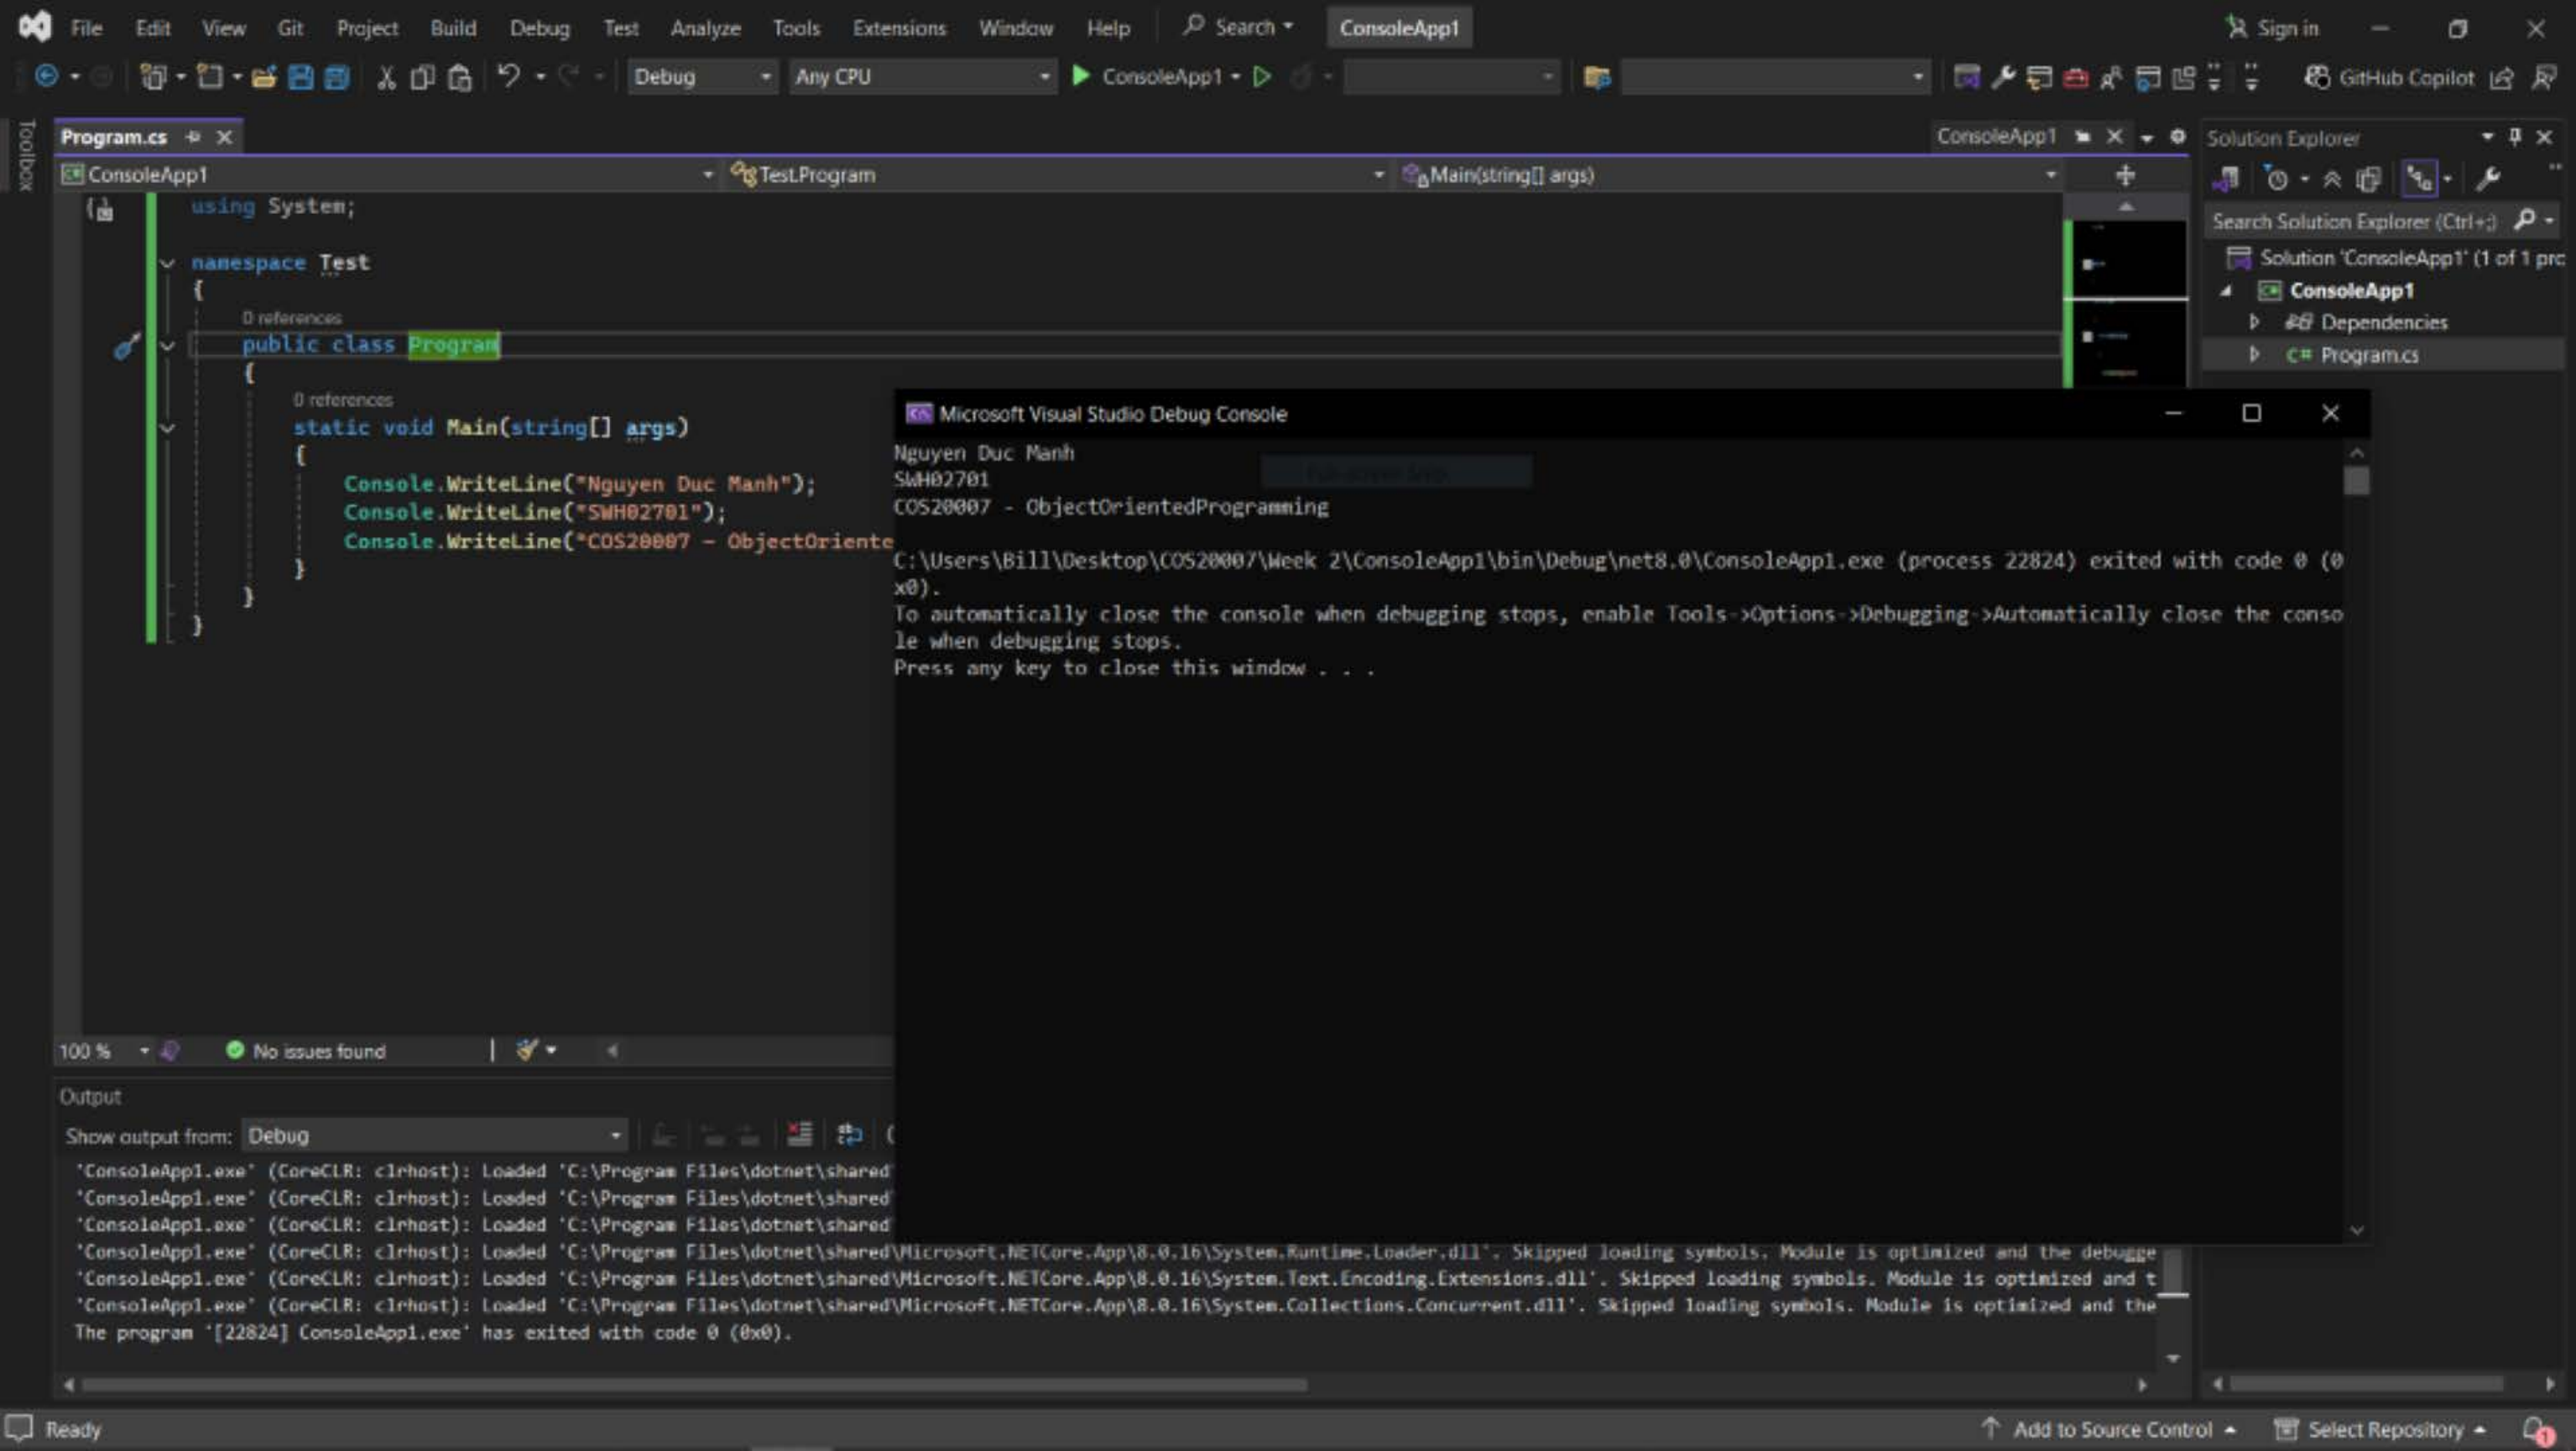 File Edit View Git Project Build Debug Test Analyze Tools Extensions Window Help Search ConsoleApp1 Sign in
Debug Any CPU ConsoleApp1 GitHub Copilot
Toolbox
Program.cs ConsoleApp1
ConsoleApp1 Test.Program Main(string[] args)
using System;
namespace Test
{
0 references
public class Program
{
0 references
static void Main(string[] args)
{
Console.WriteLine("Nguyen Duc Manh");
Console.WriteLine("SWH02701");
Console.WriteLine("COS20007 - ObjectOriente
}
}
}
Solution Explorer
Search Solution Explorer (Ctrl+;)
Solution 'ConsoleApp1' (1 of 1 pro
ConsoleApp1
Dependencies
C# Program.cs
Microsoft Visual Studio Debug Console
Nguyen Duc Manh
SWH02701
COS20007 - ObjectOrientedProgramming
C:\Users\Bill\Desktop\COS20007\Week 2\ConsoleApp1\bin\Debug\net8.0\ConsoleApp1.exe (process 22824) exited with code 0 (0
x0).
To automatically close the console when debugging stops, enable Tools->Options->Debugging->Automatically close the conso
le when debugging stops.
Press any key to close this window . . .
100 % No issues found
Output
Show output from: Debug
'ConsoleApp1.exe' (CoreCLR: clrhost): Loaded 'C:\Program Files\dotnet\shared\
'ConsoleApp1.exe' (CoreCLR: clrhost): Loaded 'C:\Program Files\dotnet\shared\
'ConsoleApp1.exe' (CoreCLR: clrhost): Loaded 'C:\Program Files\dotnet\shared\
'ConsoleApp1.exe' (CoreCLR: clrhost): Loaded 'C:\Program Files\dotnet\shared\Microsoft.NETCore.App\8.0.16\System.Runtime.Loader.dll'. Skipped loading symbols. Module is optimized and the debugge
'ConsoleApp1.exe' (CoreCLR: clrhost): Loaded 'C:\Program Files\dotnet\shared\Microsoft.NETCore.App\8.0.16\System.Text.Encoding.Extensions.dll'. Skipped loading symbols. Module is optimized and t
'ConsoleApp1.exe' (CoreCLR: clrhost): Loaded 'C:\Program Files\dotnet\shared\Microsoft.NETCore.App\8.0.16\System.Collections.Concurrent.dll'. Skipped loading symbols. Module is optimized and the
The program '[22824] ConsoleApp1.exe' has exited with code 0 (0x0).
Ready Add to Source Control Select Repository 1